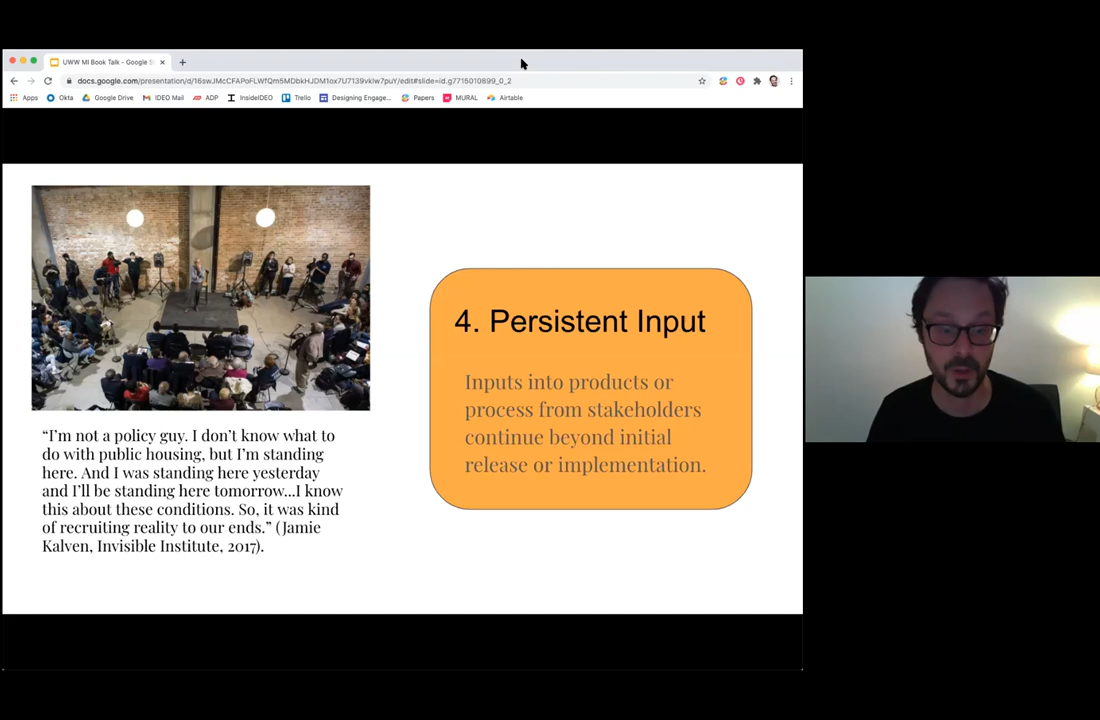 UWW MI Book Talk - Google S
docs.google.com/presentation/d/16swJMcCFAPoFLWfQm5MDbkHJDM1ox7U7139vkiw7puY/edit#slide=id.g7715010899_0_2
Apps Okta Google Drive IDEO Mail ADP InsideIDEO Trello Designing Engage... Papers MURAL Airtable
4. Persistent Input
Inputs into products or
process from stakeholders
continue beyond initial
release or implementation.
“I’m not a policy guy. I don’t know what to
do with public housing, but I’m standing
here. And I was standing here yesterday
and I’ll be standing here tomorrow...I know
this about these conditions. So, it was kind
of recruiting reality to our ends.” (Jamie
Kalven, Invisible Institute, 2017).